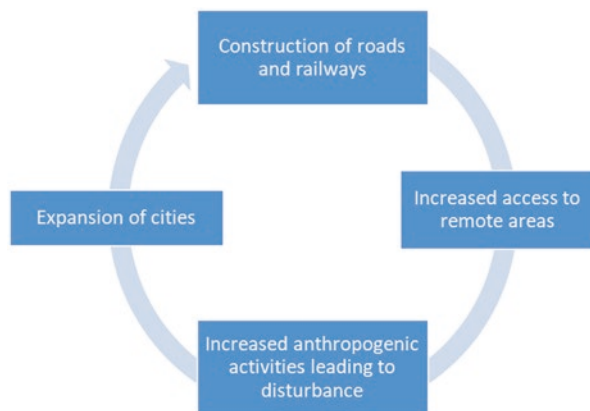 Construction of roads
and railways
Increased access to
remote areas
Increased anthropogenic
activities leading to
disturbance
Expansion of cities